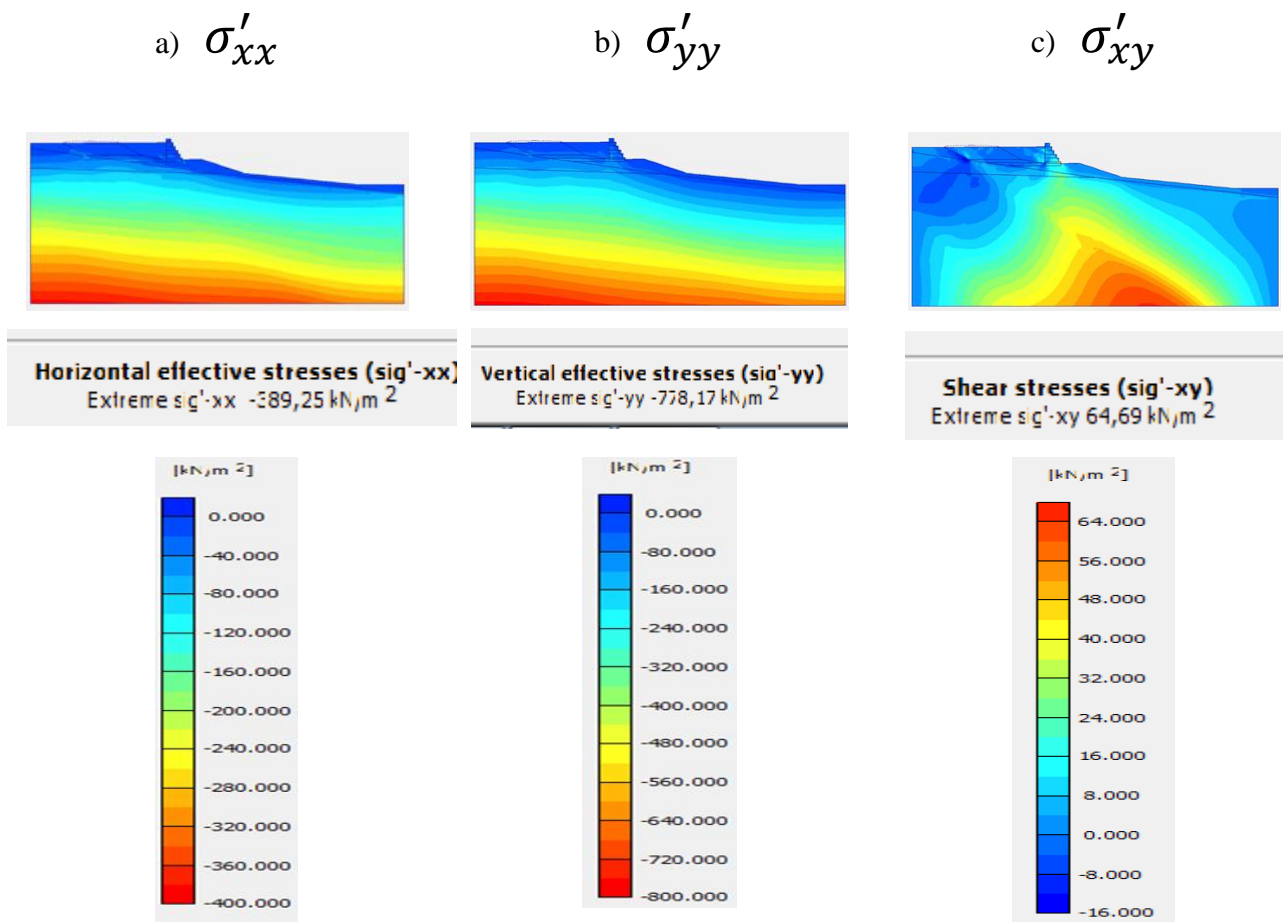 a) σ′xx
b) σ′yy
c) σ′xy
Horizontal effective stresses (sig'-xx)
Extreme sig'-xx -389,25 kN/m 2
Vertical effective stresses (sig'-yy)
Extreme sig'-yy -778,17 kN/m 2
Shear stresses (sig'-xy)
Extreme sig'-xy 64,69 kN/m 2
[kN/m 2]
0.000
-40.000
-80.000
-120.000
-160.000
-200.000
-240.000
-280.000
-320.000
-360.000
-400.000
[kN/m 2]
0.000
-80.000
-160.000
-240.000
-320.000
-400.000
-480.000
-560.000
-640.000
-720.000
-800.000
[kN/m 2]
64.000
56.000
48.000
40.000
32.000
24.000
16.000
8.000
0.000
-8.000
-16.000